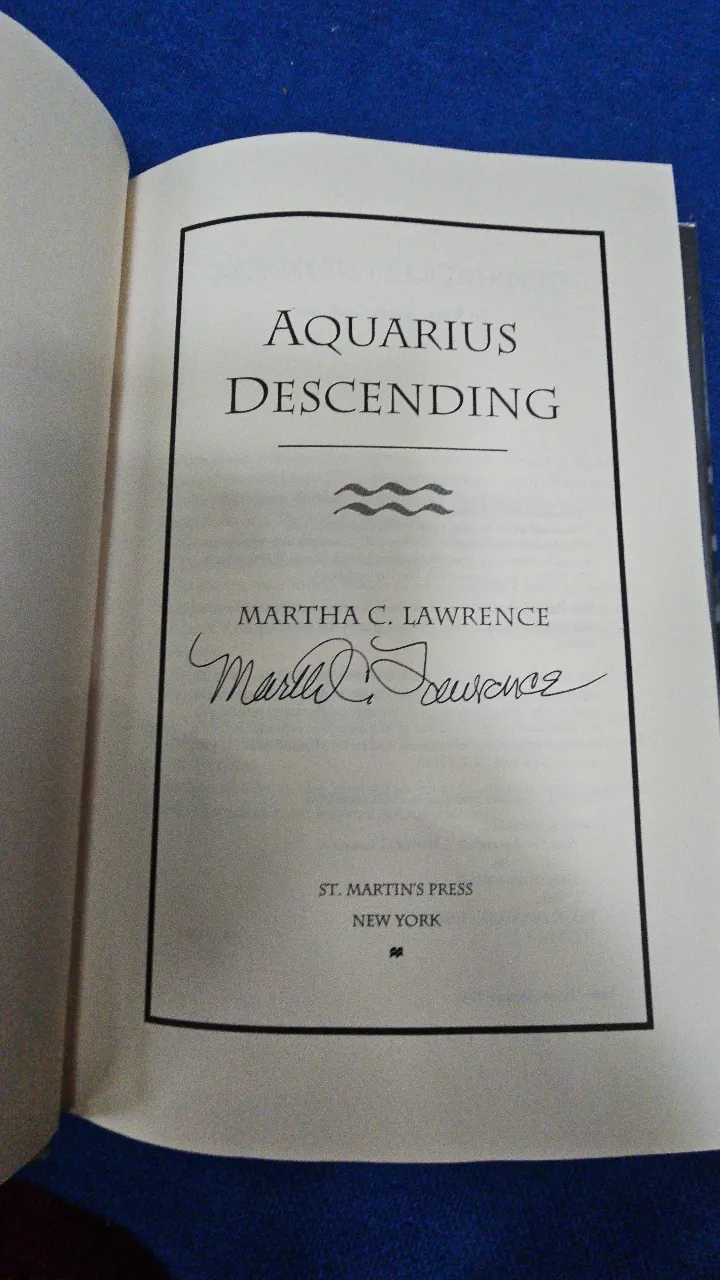 AQUARIUS
DESCENDING
MARTHA C. LAWRENCE
Martha C. Lawrence
ST. MARTIN'S PRESS
NEW YORK